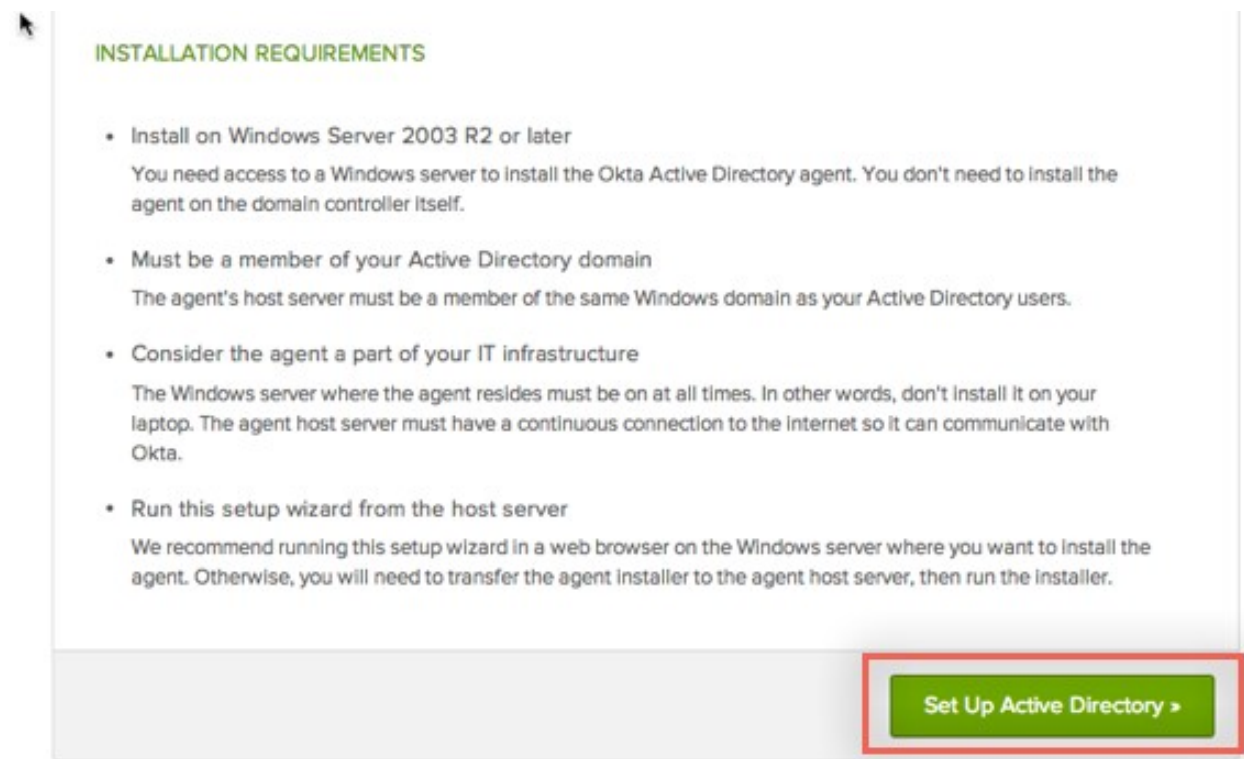 INSTALLATION REQUIREMENTS
• Install on Windows Server 2003 R2 or later
You need access to a Windows server to install the Okta Active Directory agent. You don't need to install the
agent on the domain controller itself.
• Must be a member of your Active Directory domain
The agent's host server must be a member of the same Windows domain as your Active Directory users.
• Consider the agent a part of your IT infrastructure
The Windows server where the agent resides must be on at all times. In other words, don't install it on your
laptop. The agent host server must have a continuous connection to the internet so it can communicate with
Okta.
• Run this setup wizard from the host server
We recommend running this setup wizard in a web browser on the Windows server where you want to install the
agent. Otherwise, you will need to transfer the agent installer to the agent host server, then run the installer.
Set Up Active Directory »